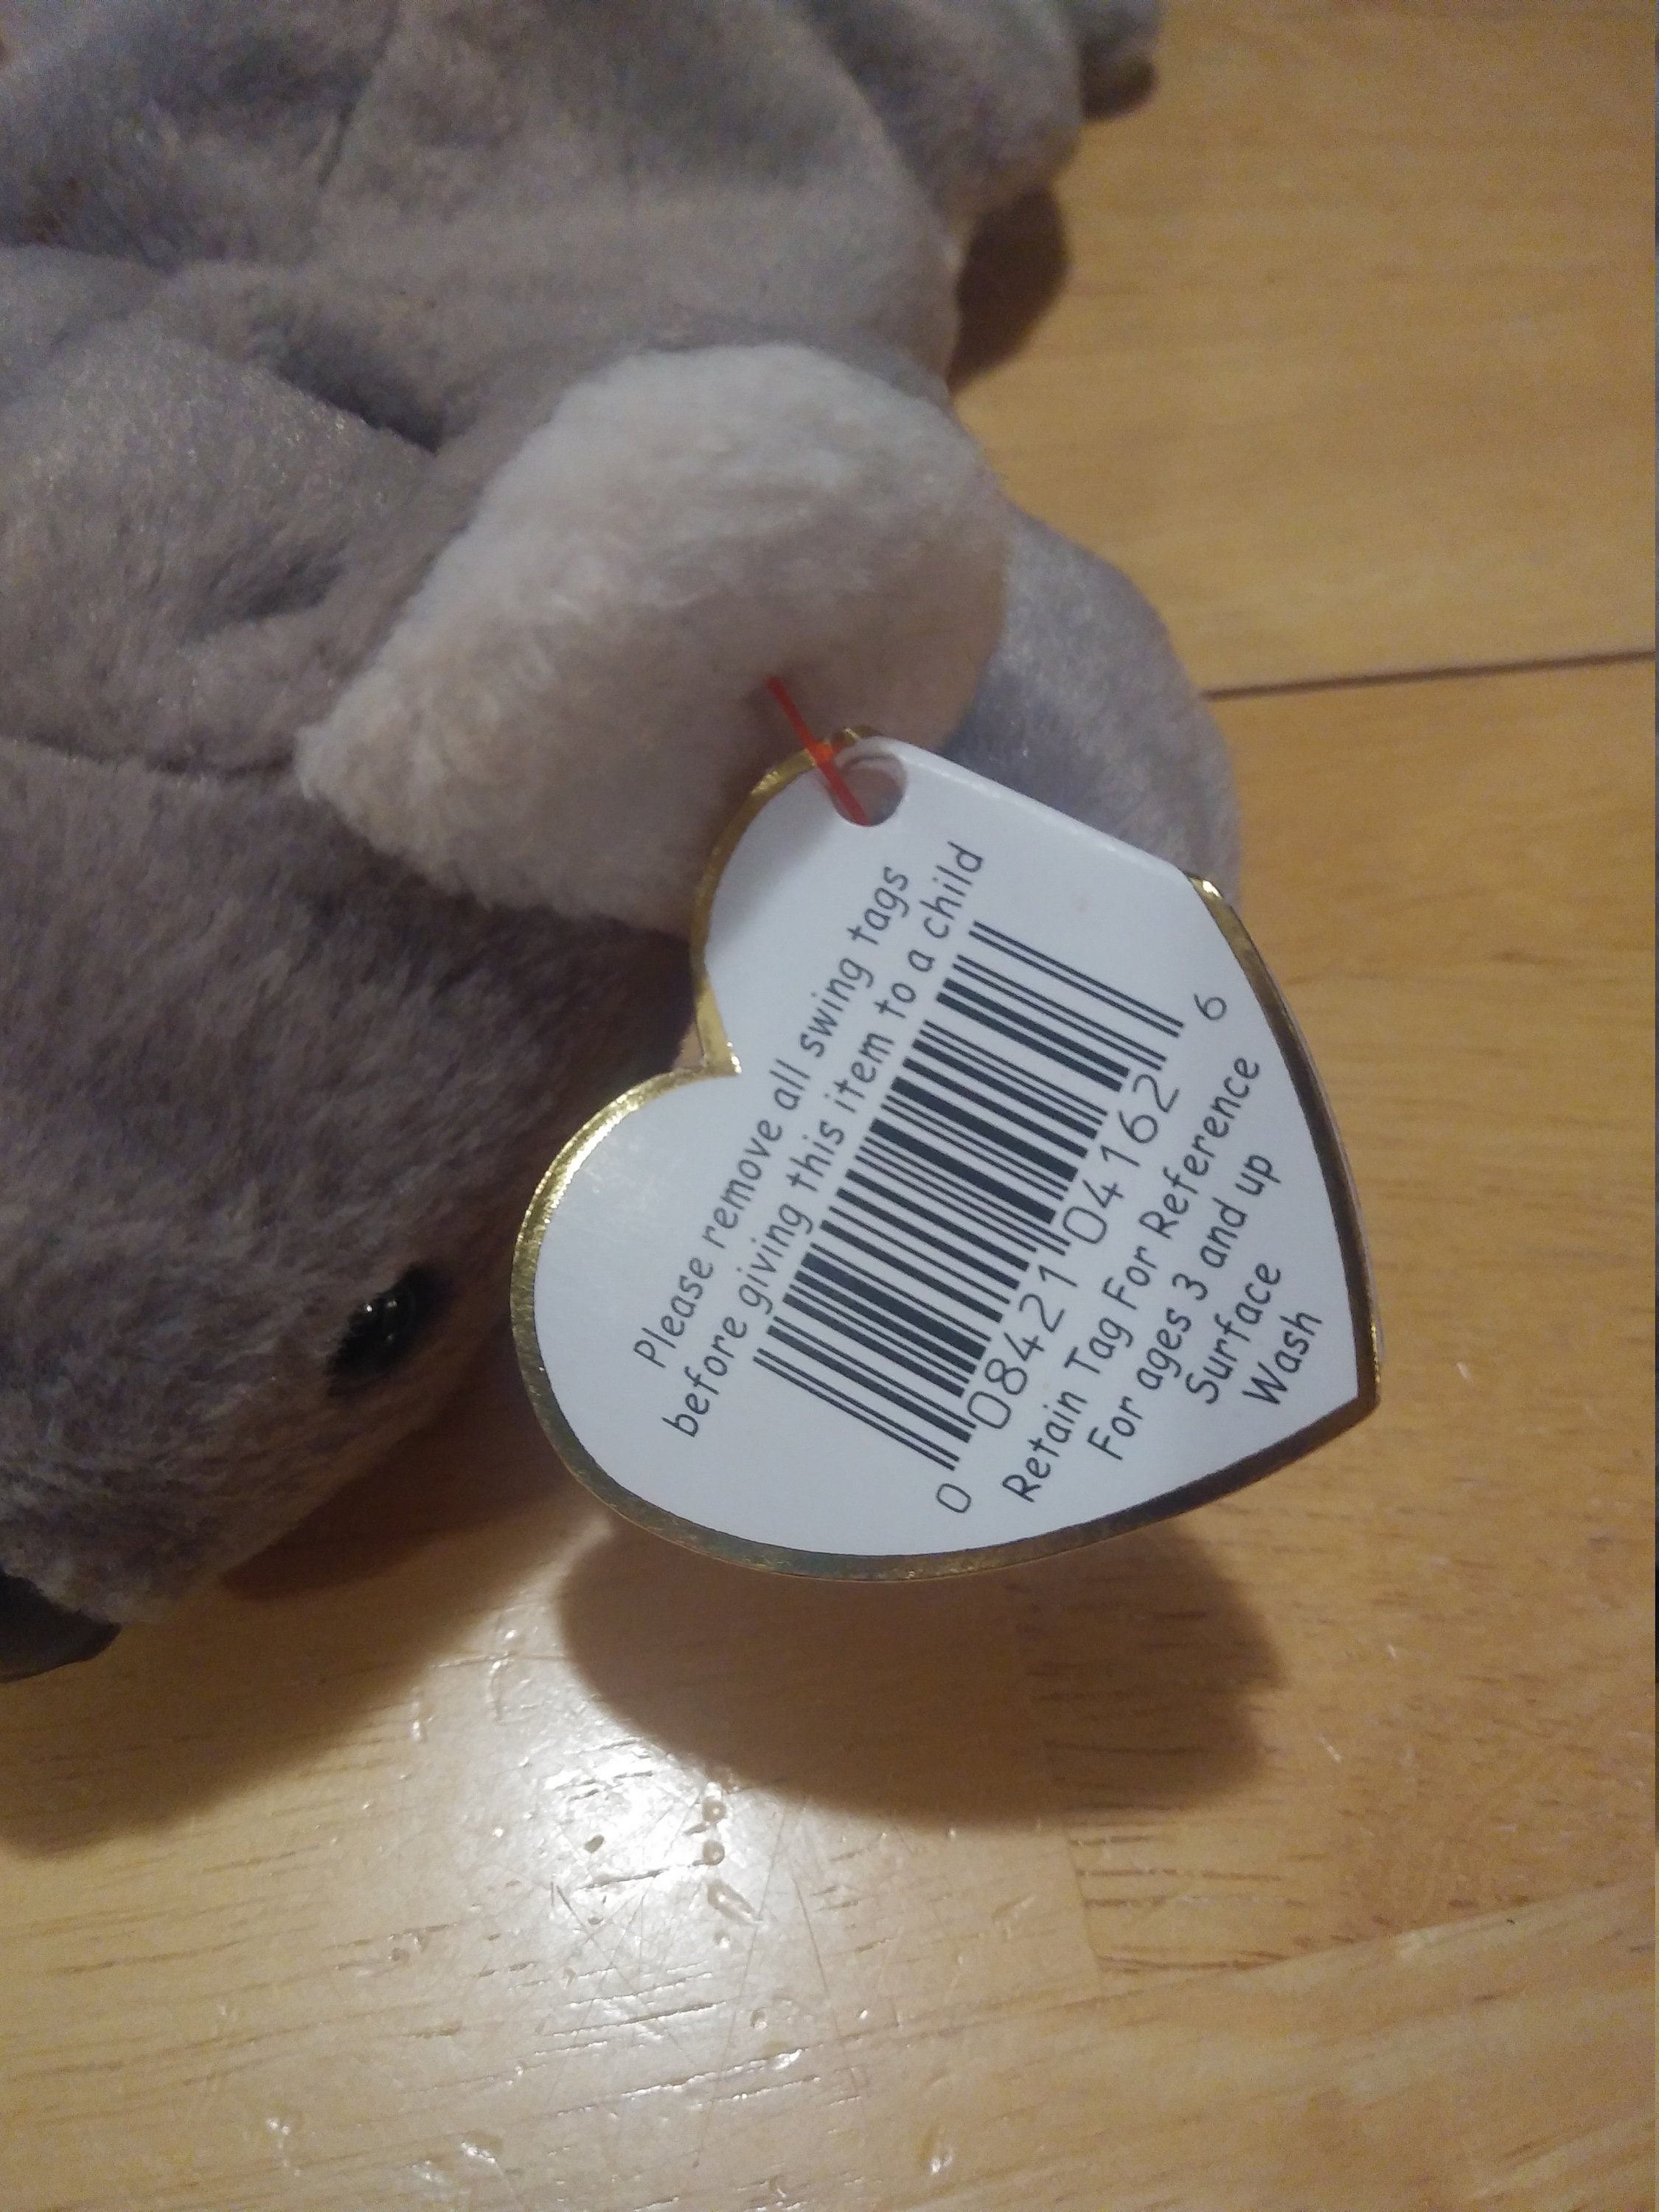 Please remove all swing tags
before giving this item to a child
0 08421 04162 6
Retain Tag For Reference
For ages 3 and up
Surface
Wash